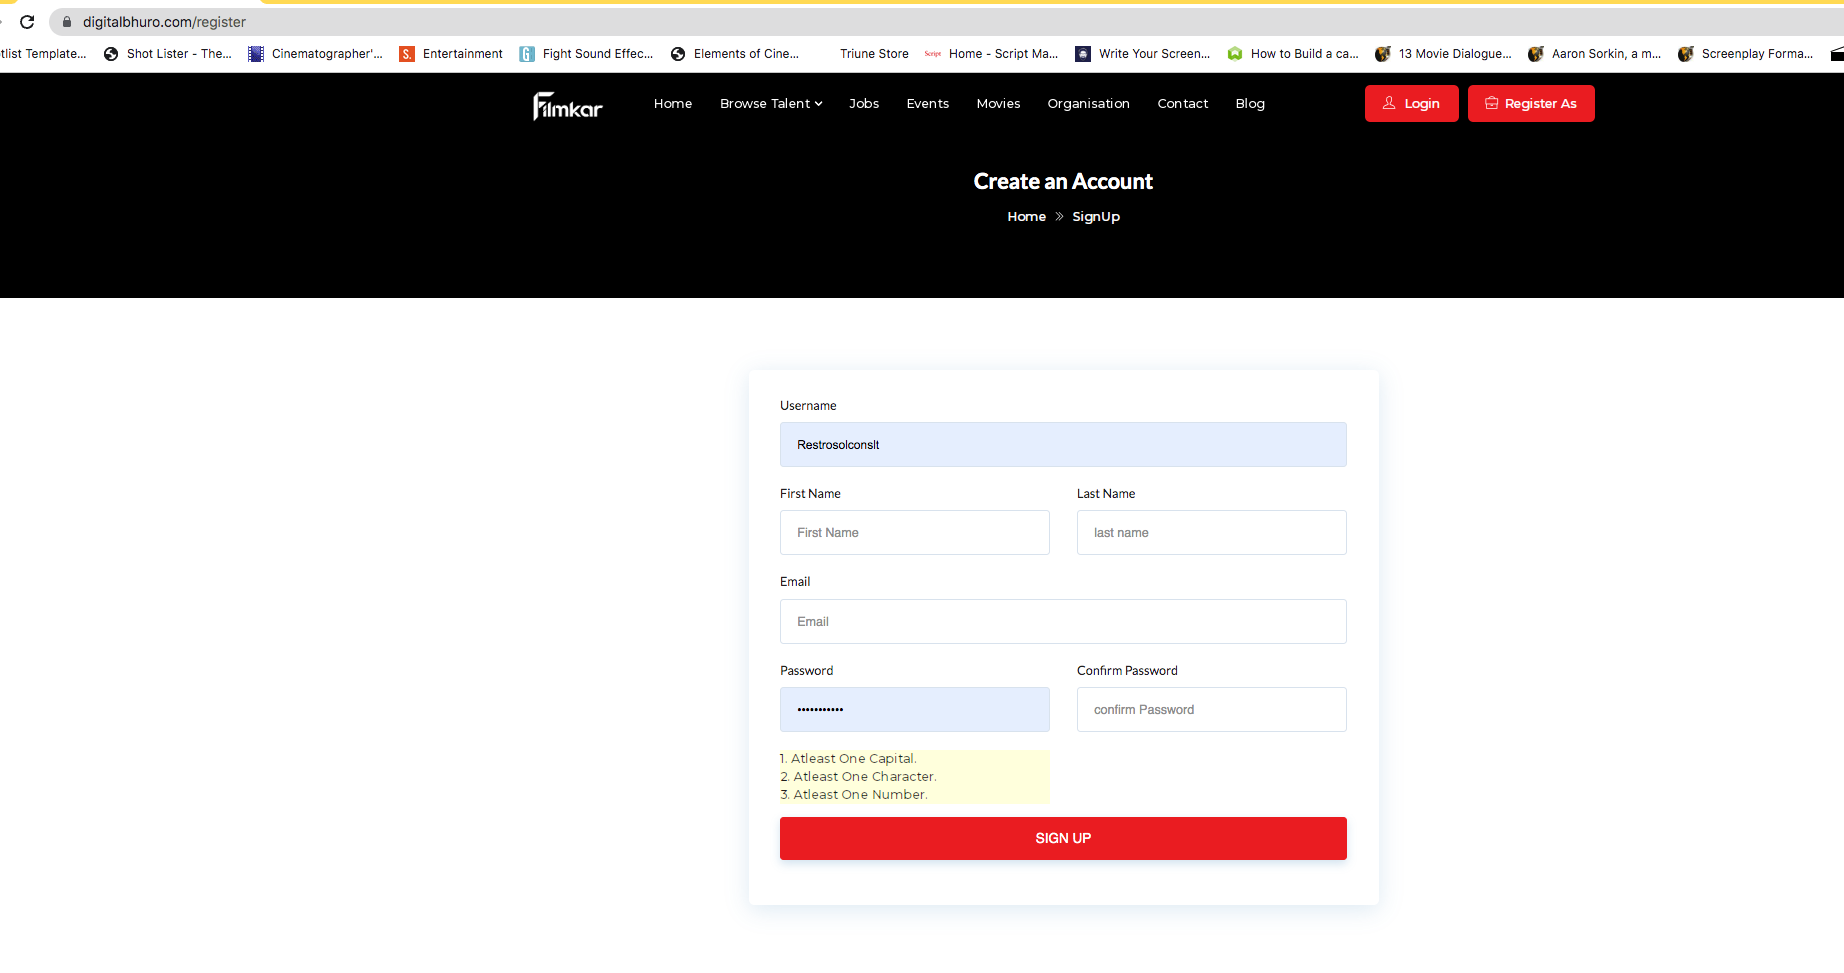 digitalbhuro.com/register
tlist Template... Shot Lister - The... Cinematographer'... S. Entertainment G Fight Sound Effec... Elements of Cine... Triune Store Script Home - Script Ma... Write Your Screen... How to Build a ca... 13 Movie Dialogue... Aaron Sorkin, a m... Screenplay Forma...
Filmkar Home Browse Talent Jobs Events Movies Organisation Contact Blog Login Register As
Create an Account
Home » SignUp
Username
Restrosolconslt
First Name Last Name
First Name last name
Email
Email
Password Confirm Password
••••••••••• confirm Password
1. Atleast One Capital.
2. Atleast One Character.
3. Atleast One Number.
SIGN UP